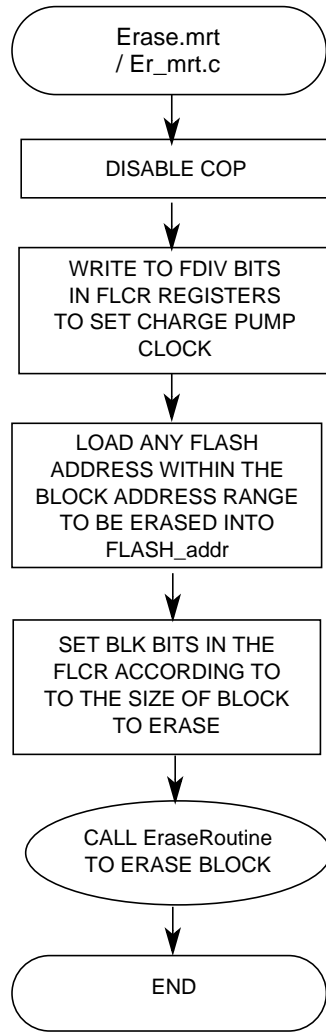 Erase.mrt
/ Er_mrt.c
DISABLE COP
WRITE TO FDIV BITS
IN FLCR REGISTERS
TO SET CHARGE PUMP
CLOCK
LOAD ANY FLASH
ADDRESS WITHIN THE
BLOCK ADDRESS RANGE
TO BE ERASED INTO
FLASH_addr
SET BLK BITS IN THE
FLCR ACCORDING TO
TO THE SIZE OF BLOCK
TO ERASE
CALL EraseRoutine
TO ERASE BLOCK
END